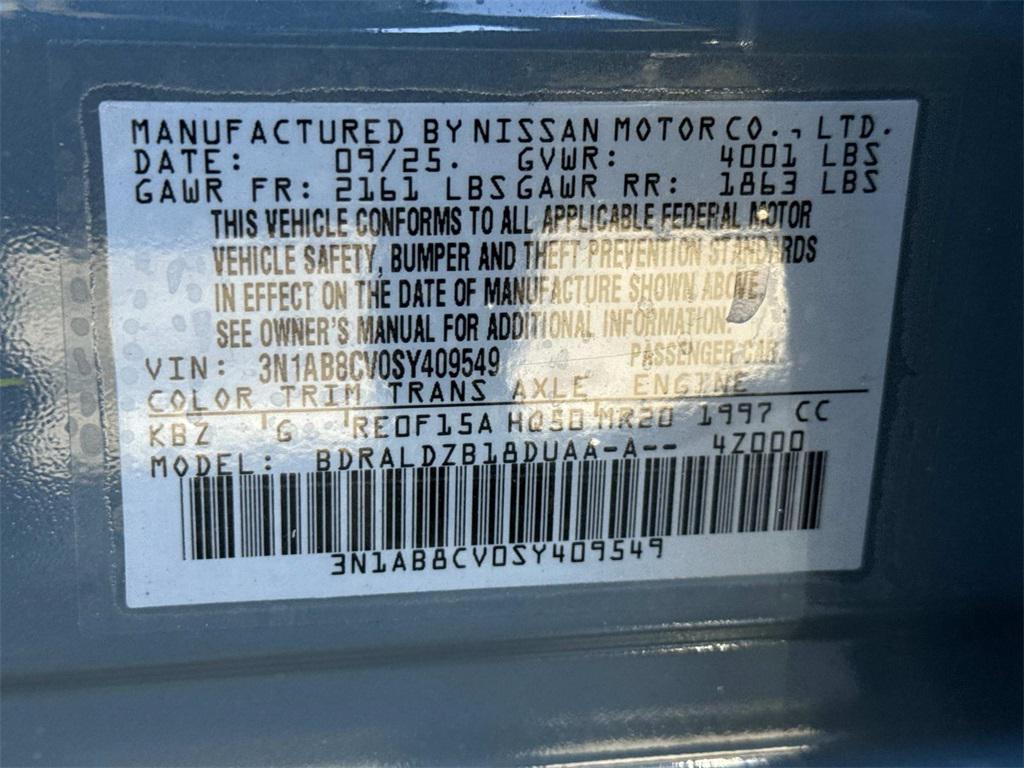 MANUFACTURED BY NISSAN MOTOR CO., LTD.
DATE: 09/25. GVWR: 4001 LBS
GAWR FR: 2161 LBS GAWR RR: 1863 LBS
THIS VEHICLE CONFORMS TO ALL APPLICABLE FEDERAL MOTOR
VEHICLE SAFETY, BUMPER AND THEFT PREVENTION STANDARDS
IN EFFECT ON THE DATE OF MANUFACTURE SHOWN ABOVE
SEE OWNER'S MANUAL FOR ADDITIONAL INFORMATION.
VIN: 3N1AB8CV0SY409549 PASSENGER CAR
COLOR TRIM TRANS AXLE ENGINE
KBZ G RE0F15A HQ50 MR20 1997 CC
MODEL: BDRALDZB18DUAA-A-- 4Z000
3N1AB8CV0SY409549